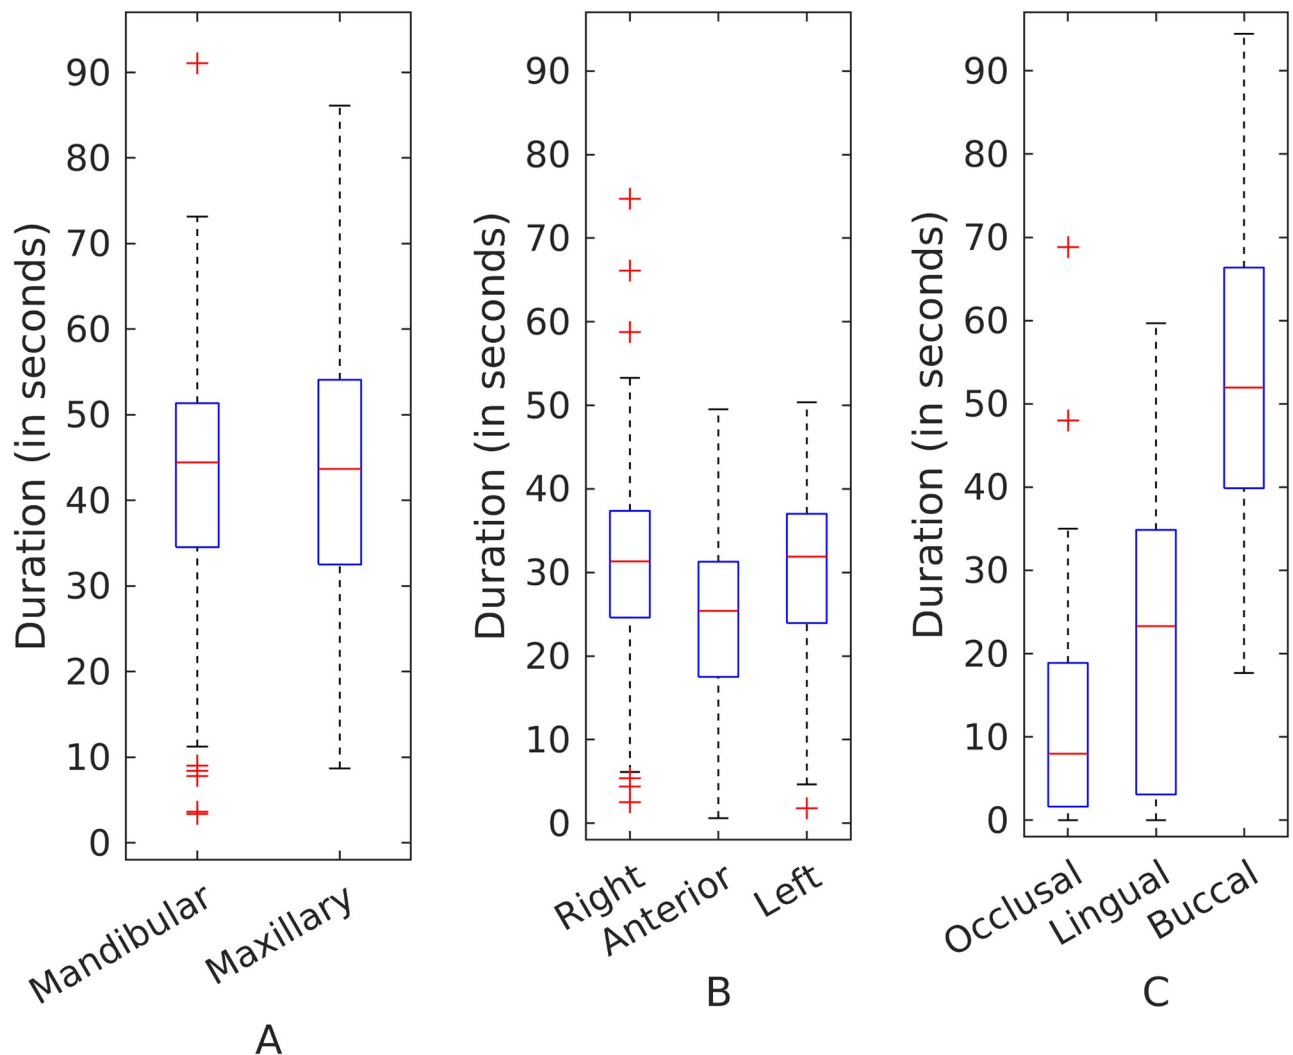 Duration (in seconds)
90
80
70
60
50
40
30
20
10
0
Mandibular
Maxillary
A
Duration (in seconds)
90
80
70
60
50
40
30
20
10
0
Right
Anterior
Left
B
Duration (in seconds)
90
80
70
60
50
40
30
20
10
0
Occlusal
Lingual
Buccal
C